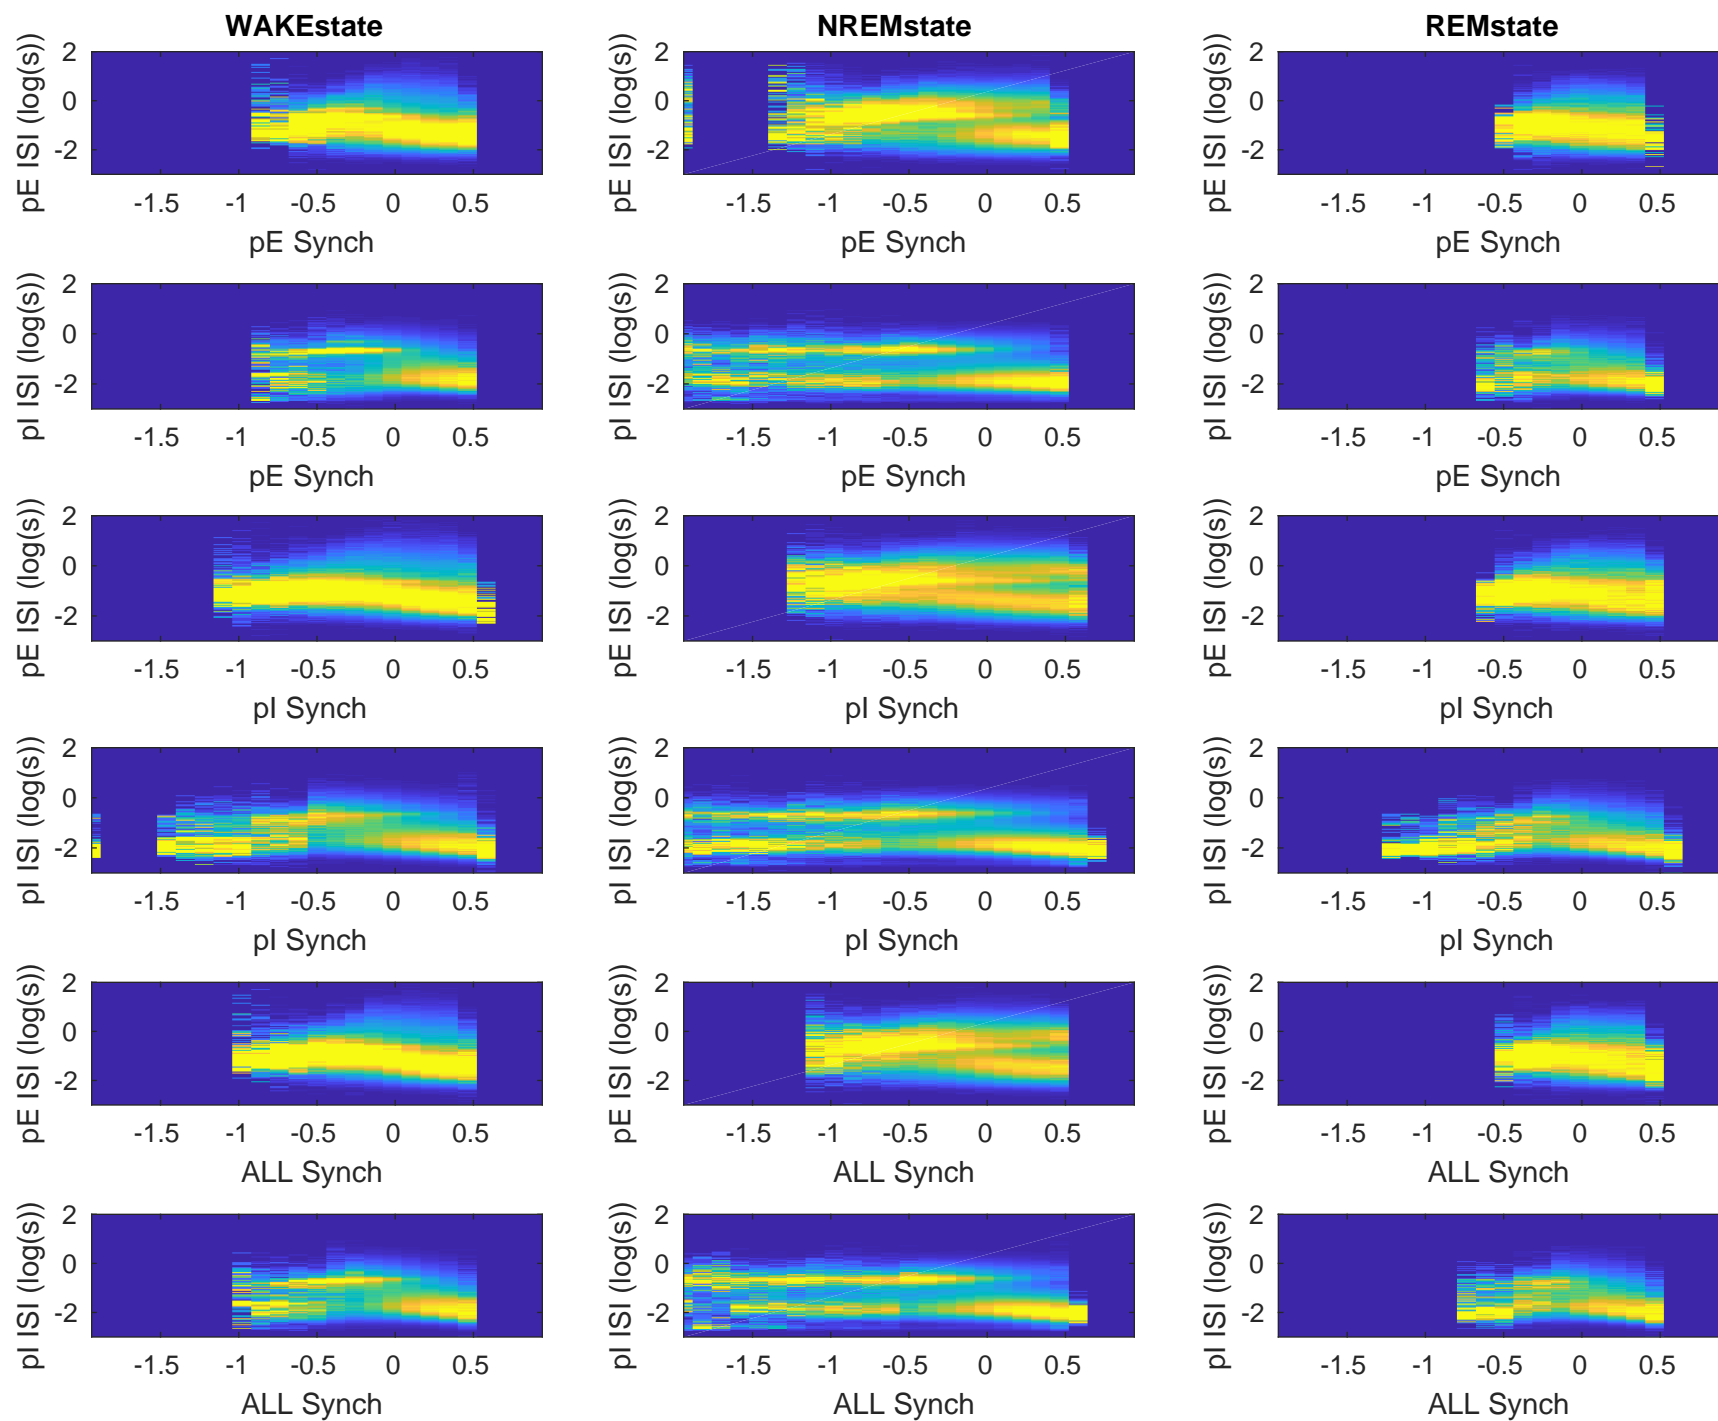 WAKEstate NREMstate REMstate
2 2 2
0 0 0
-2 -2 -2
pE ISI (log(s)) pE ISI (log(s)) pE ISI (log(s))
-1.5 -1 -0.5 0 0.5 -1.5 -1 -0.5 0 0.5 -1.5 -1 -0.5 0 0.5
pE Synch pE Synch pE Synch
2 2 2
0 0 0
-2 -2 -2
pI ISI (log(s)) pI ISI (log(s)) pI ISI (log(s))
-1.5 -1 -0.5 0 0.5 -1.5 -1 -0.5 0 0.5 -1.5 -1 -0.5 0 0.5
pE Synch pE Synch pE Synch
2 2 2
0 0 0
-2 -2 -2
pE ISI (log(s)) pE ISI (log(s)) pE ISI (log(s))
-1.5 -1 -0.5 0 0.5 -1.5 -1 -0.5 0 0.5 -1.5 -1 -0.5 0 0.5
pI Synch pI Synch pI Synch
2 2 2
0 0 0
-2 -2 -2
pI ISI (log(s)) pI ISI (log(s)) pI ISI (log(s))
-1.5 -1 -0.5 0 0.5 -1.5 -1 -0.5 0 0.5 -1.5 -1 -0.5 0 0.5
pI Synch pI Synch pI Synch
2 2 2
0 0 0
-2 -2 -2
pE ISI (log(s)) pE ISI (log(s)) pE ISI (log(s))
-1.5 -1 -0.5 0 0.5 -1.5 -1 -0.5 0 0.5 -1.5 -1 -0.5 0 0.5
ALL Synch ALL Synch ALL Synch
2 2 2
0 0 0
-2 -2 -2
pI ISI (log(s)) pI ISI (log(s)) pI ISI (log(s))
-1.5 -1 -0.5 0 0.5 -1.5 -1 -0.5 0 0.5 -1.5 -1 -0.5 0 0.5
ALL Synch ALL Synch ALL Synch